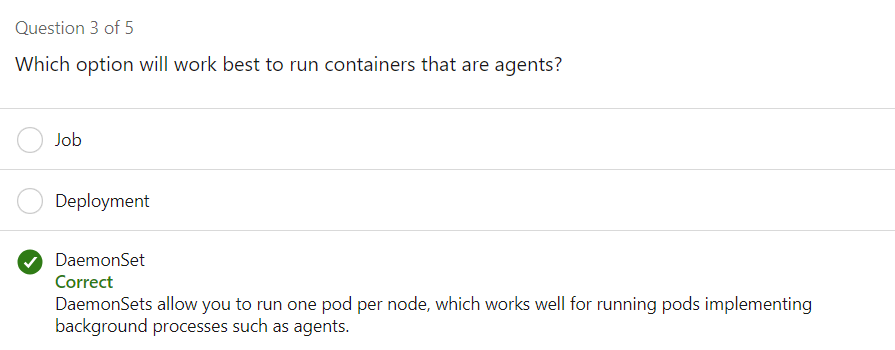 Question 3 of 5
Which option will work best to run containers that are agents?
Job
Deployment
DaemonSet
Correct
DaemonSets allow you to run one pod per node, which works well for running pods implementing
background processes such as agents.